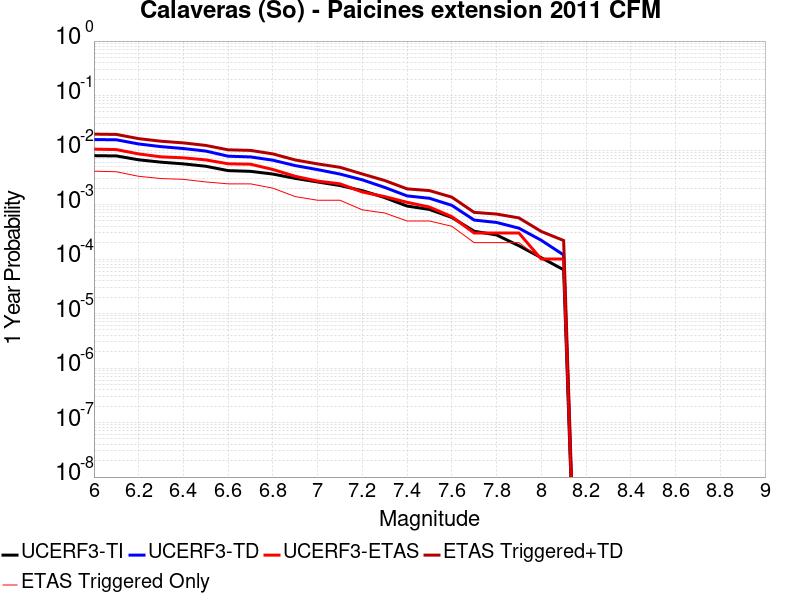 Calaveras (So) - Paicines extension 2011 CFM
1 Year Probability
10^0
10^-1
10^-2
10^-3
10^-4
10^-5
10^-6
10^-7
10^-8
6 6.2 6.4 6.6 6.8 7 7.2 7.4 7.6 7.8 8 8.2 8.4 8.6 8.8 9
Magnitude
UCERF3-TI UCERF3-TD UCERF3-ETAS ETAS Triggered+TD
ETAS Triggered Only